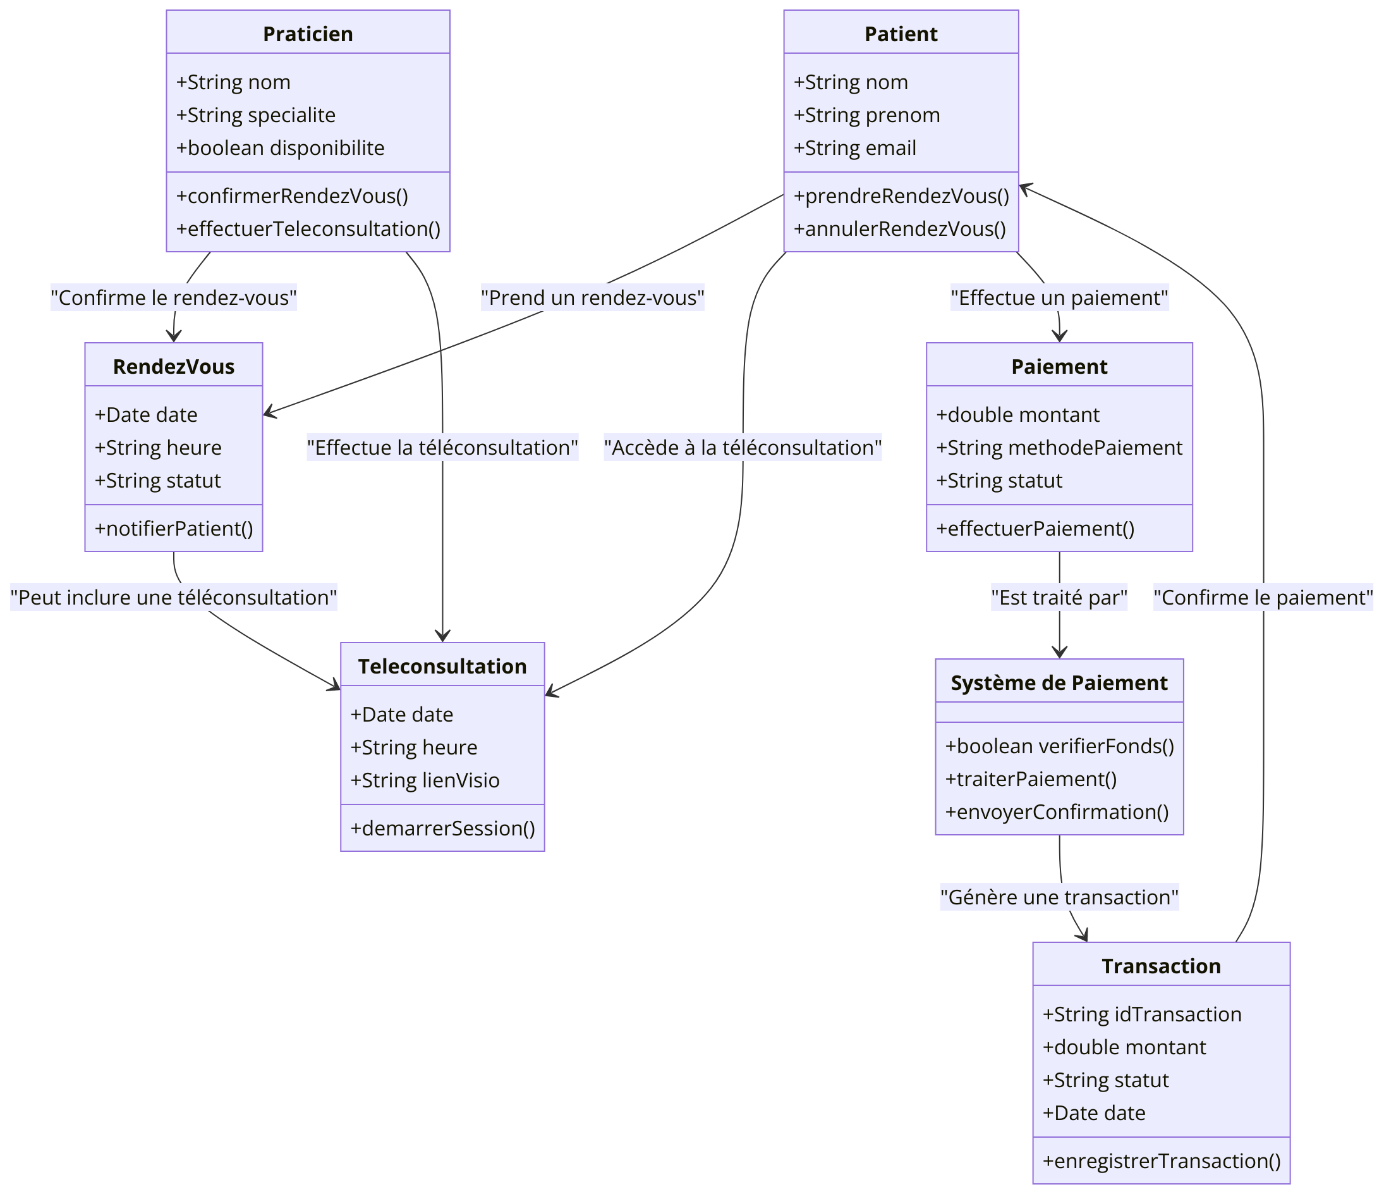 Praticien
+String nom
+String specialite
+boolean disponibilite
+confirmerRendezVous()
+effectuerTeleconsultation()
Patient
+String nom
+String prenom
+String email
+prendreRendezVous()
+annulerRendezVous()
"Confirme le rendez-vous"
"Prend un rendez-vous"
"Effectue un paiement"
RendezVous
+Date date
+String heure
+String statut
+notifierPatient()
"Effectue la téléconsultation"
"Accède à la téléconsultation"
Paiement
+double montant
+String methodePaiement
+String statut
+effectuerPaiement()
"Peut inclure une téléconsultation"
"Est traité par"
"Confirme le paiement"
Teleconsultation
+Date date
+String heure
+String lienVisio
+demarrerSession()
Système de Paiement
+boolean verifierFonds()
+traiterPaiement()
+envoyerConfirmation()
"Génère une transaction"
Transaction
+String idTransaction
+double montant
+String statut
+Date date
+enregistrerTransaction()